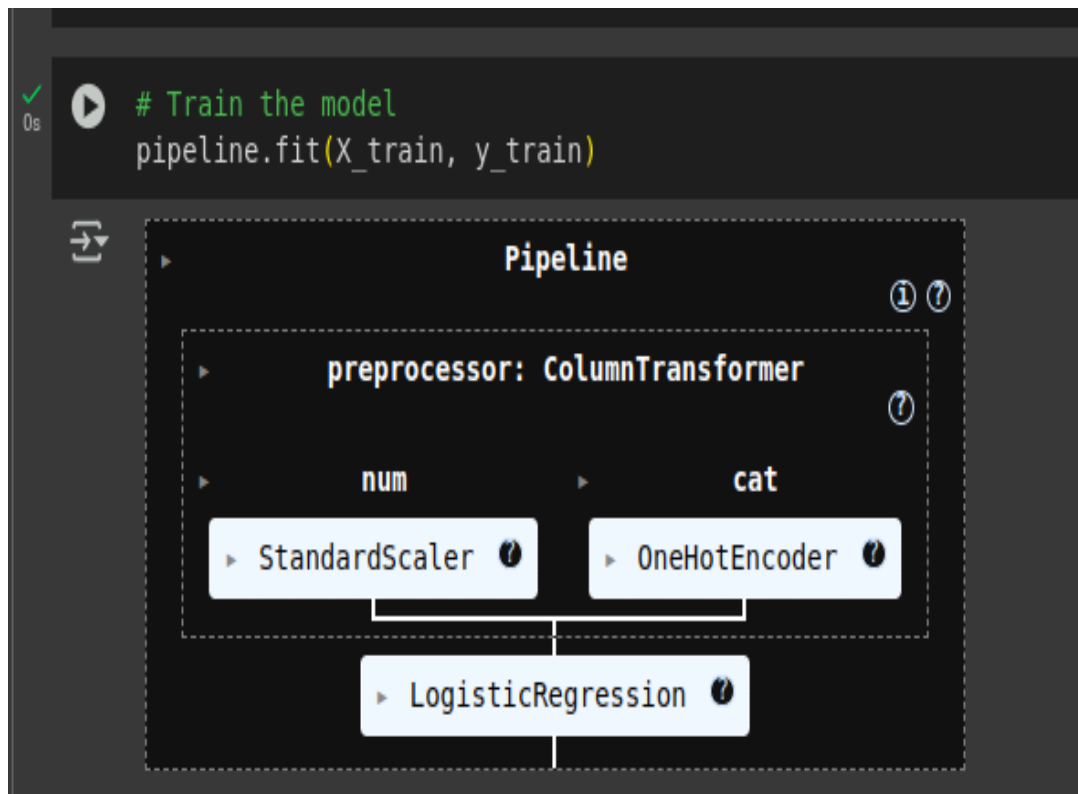 # Train the model
0s
pipeline.fit(X_train, y_train)
Pipeline
i ?
preprocessor: ColumnTransformer
?
num cat
StandardScaler ? OneHotEncoder ?
LogisticRegression ?